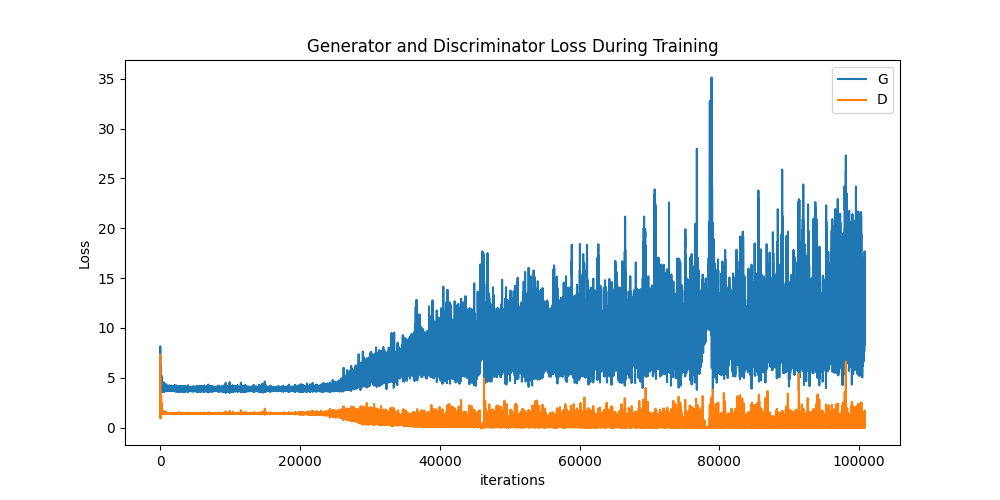 Generator and Discriminator Loss During Training
G
D
35
30
25
20
15
10
5
0
Loss
0 20000 40000 60000 80000 100000
iterations